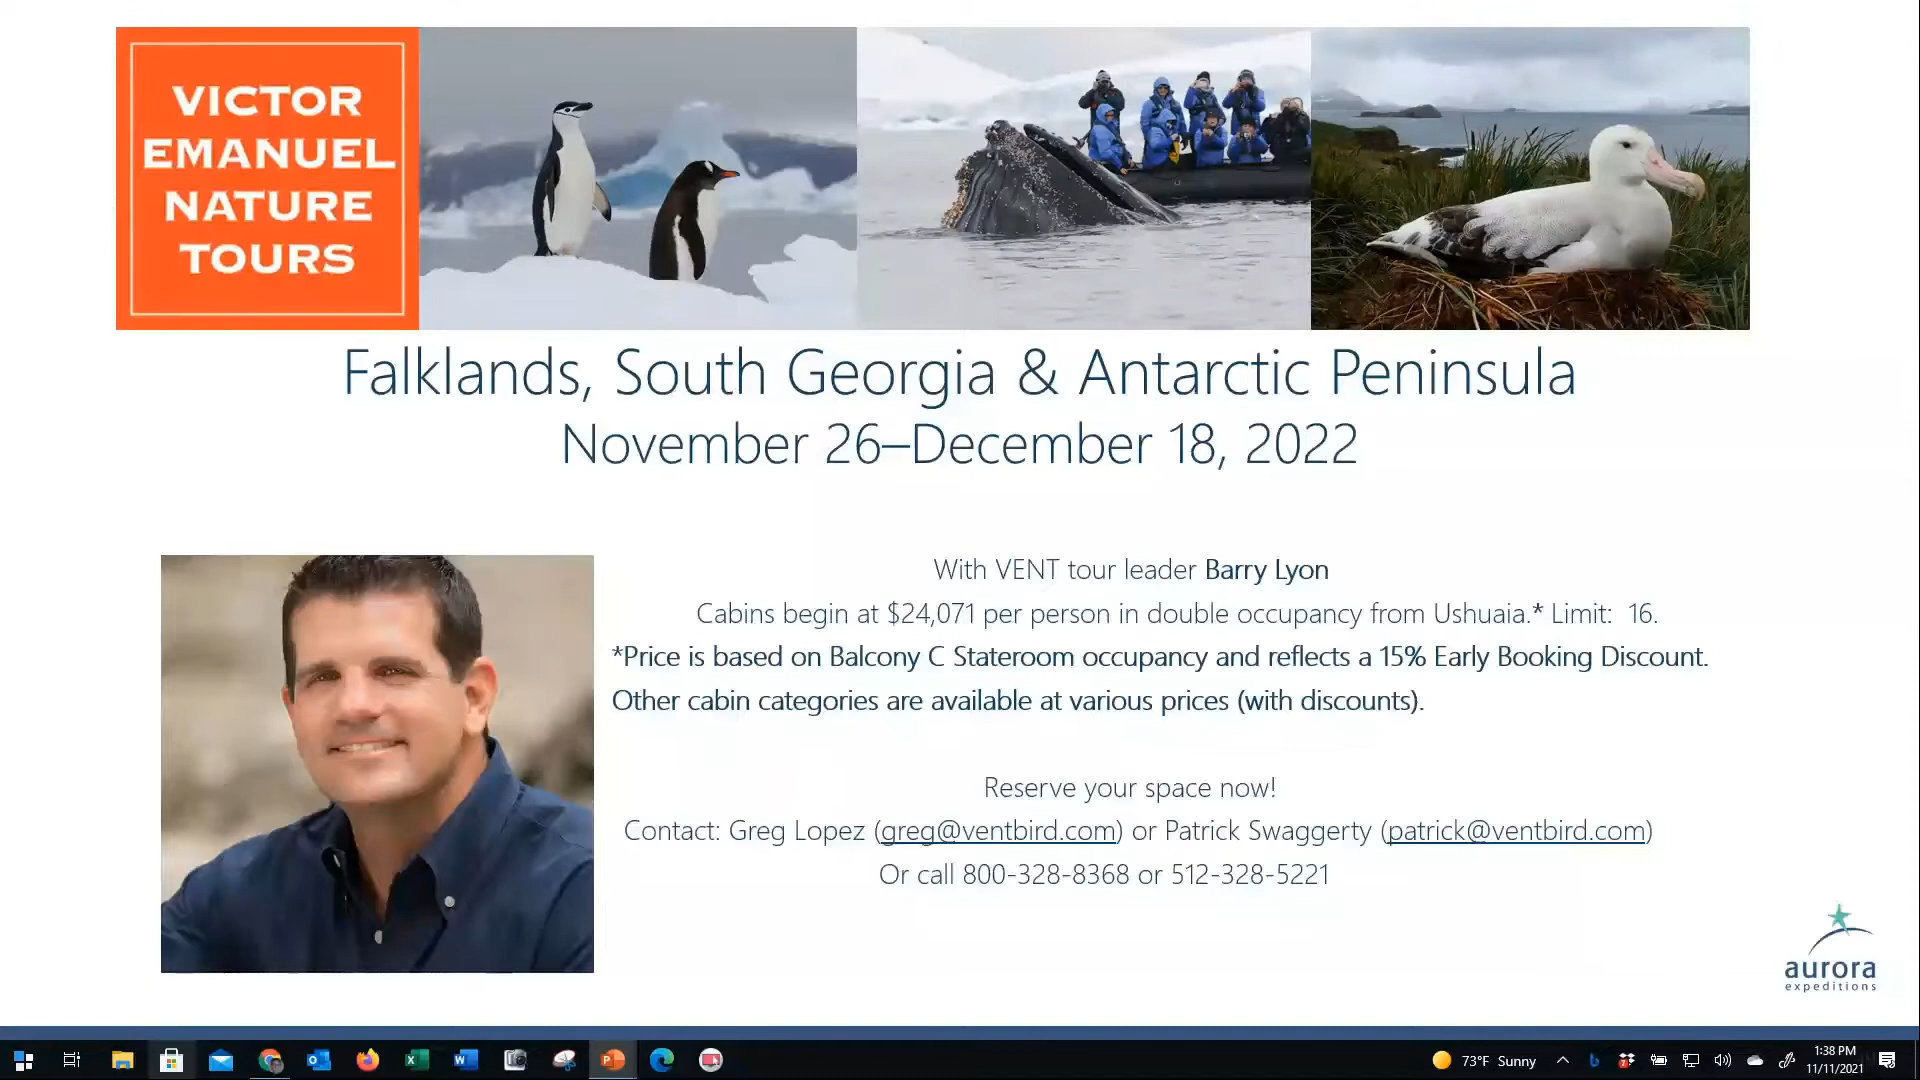 VICTOR
EMANUEL
NATURE
TOURS
Falklands, South Georgia & Antarctic Peninsula
November 26–December 18, 2022
With VENT tour leader Barry Lyon
Cabins begin at $24,071 per person in double occupancy from Ushuaia.* Limit:  16.
*Price is based on Balcony C Stateroom occupancy and reflects a 15% Early Booking Discount.
Other cabin categories are available at various prices (with discounts).
Reserve your space now!
Contact: Greg Lopez (greg@ventbird.com) or Patrick Swaggerty (patrick@ventbird.com)
Or call 800-328-8368 or 512-328-5221
aurora
expeditions
73°F Sunny
1:38 PM
11/11/2021